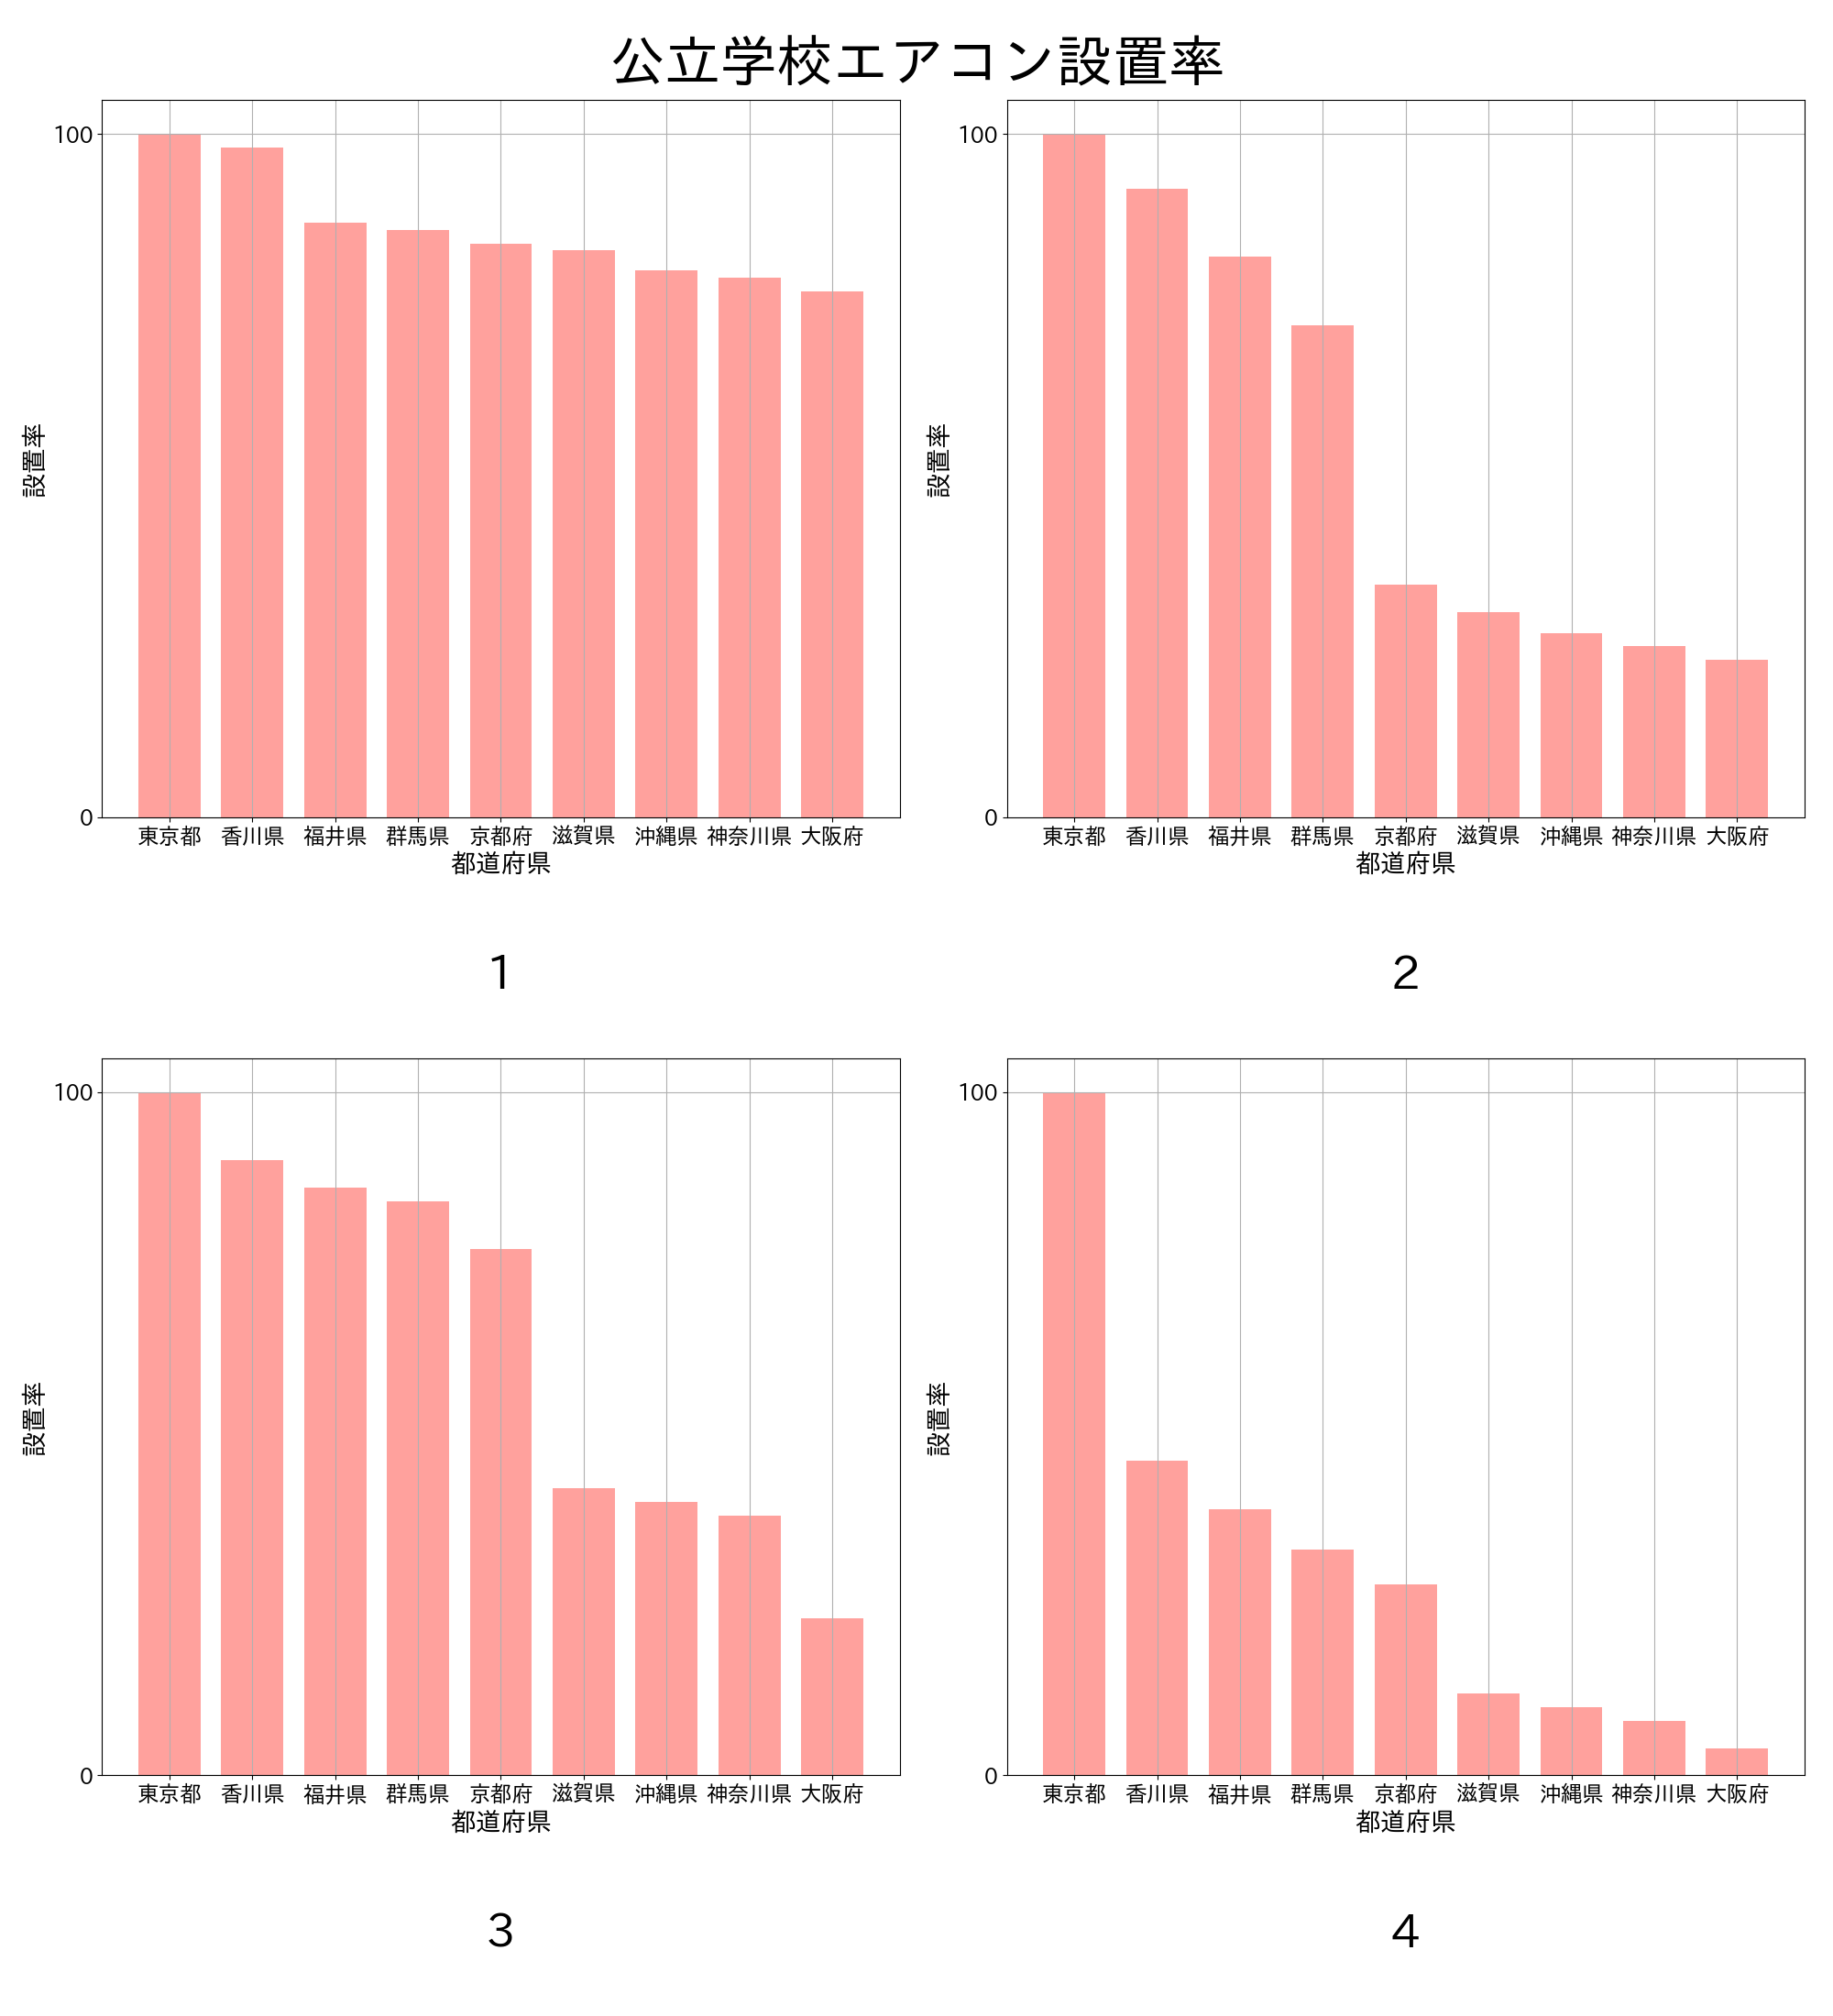 公立学校エアコン設置率
100
0
設置率
東京都 香川県 福井県 群馬県 京都府 滋賀県 沖縄県 神奈川県 大阪府
都道府県
1
100
0
設置率
東京都 香川県 福井県 群馬県 京都府 滋賀県 沖縄県 神奈川県 大阪府
都道府県
2
100
0
設置率
東京都 香川県 福井県 群馬県 京都府 滋賀県 沖縄県 神奈川県 大阪府
都道府県
3
100
0
設置率
東京都 香川県 福井県 群馬県 京都府 滋賀県 沖縄県 神奈川県 大阪府
都道府県
4